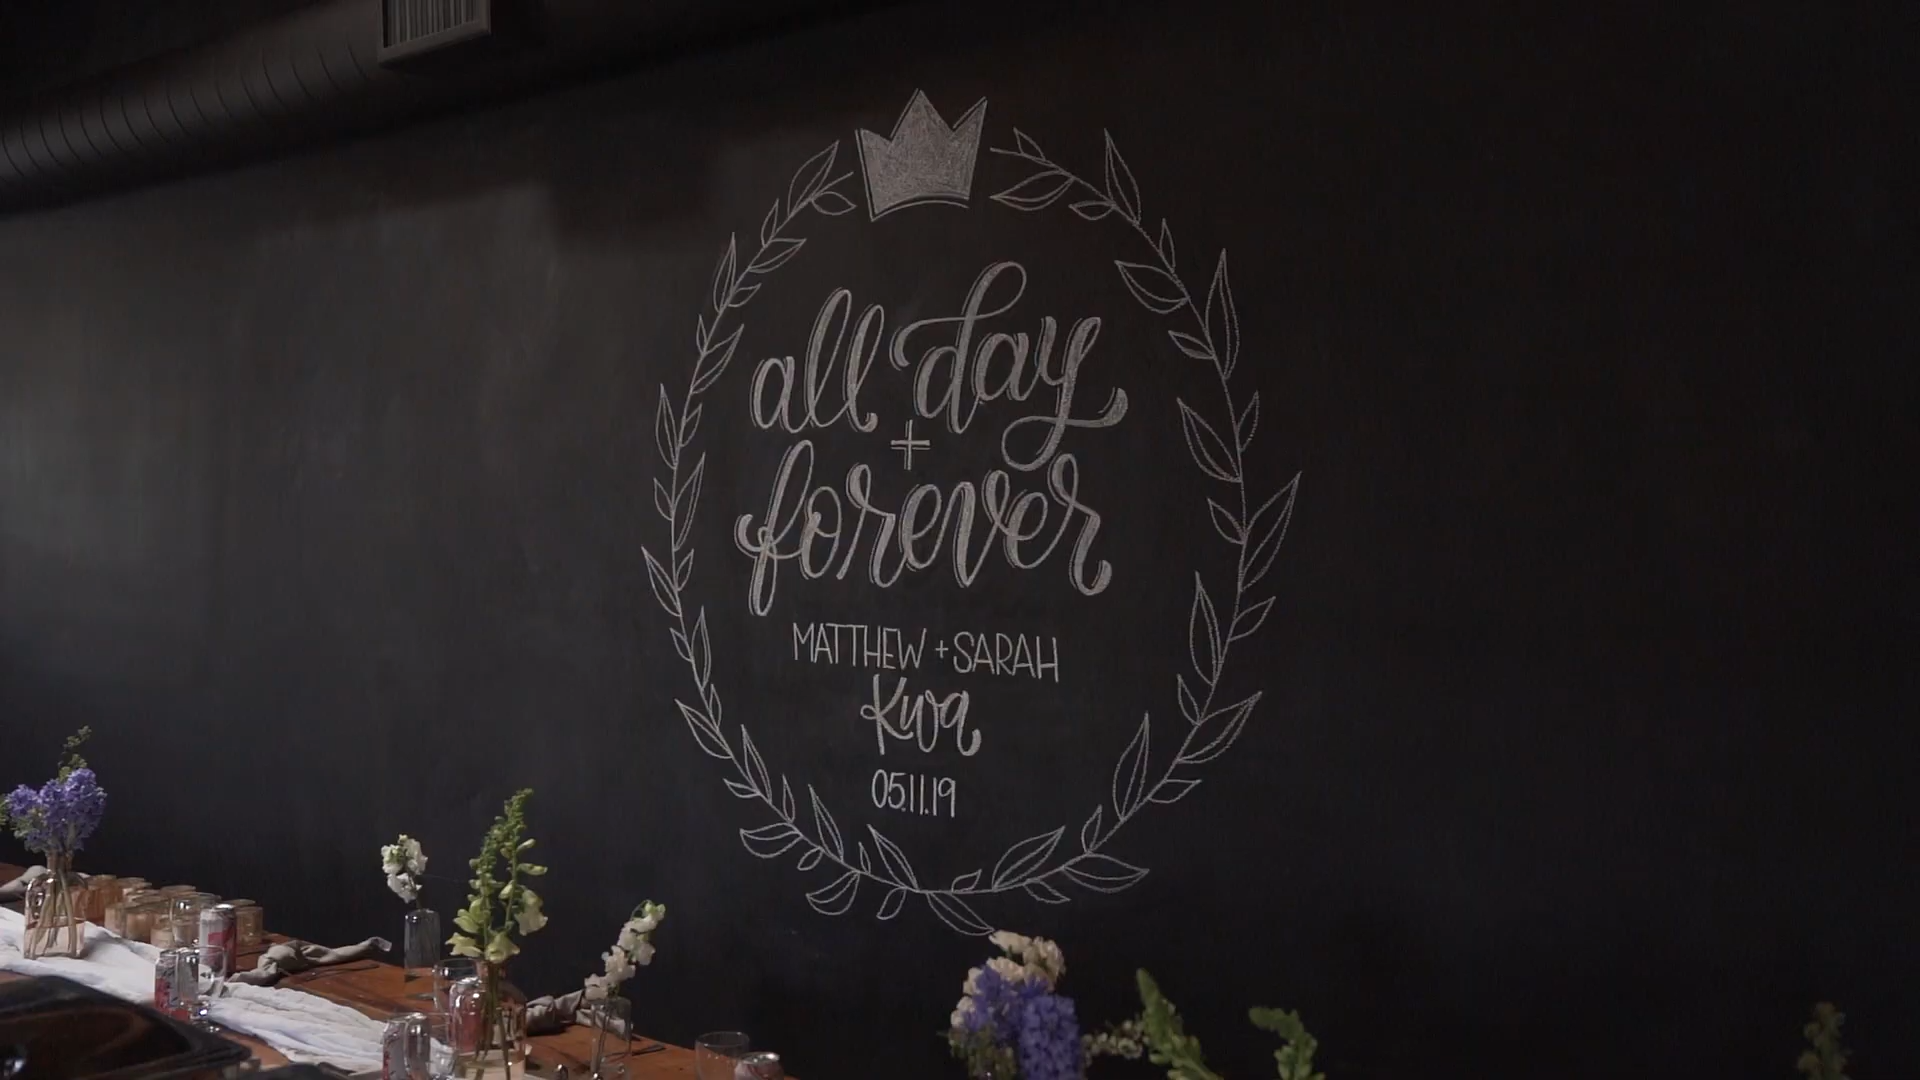 all day
+
forever
MATTHEW + SARAH
Kwa
05.11.19